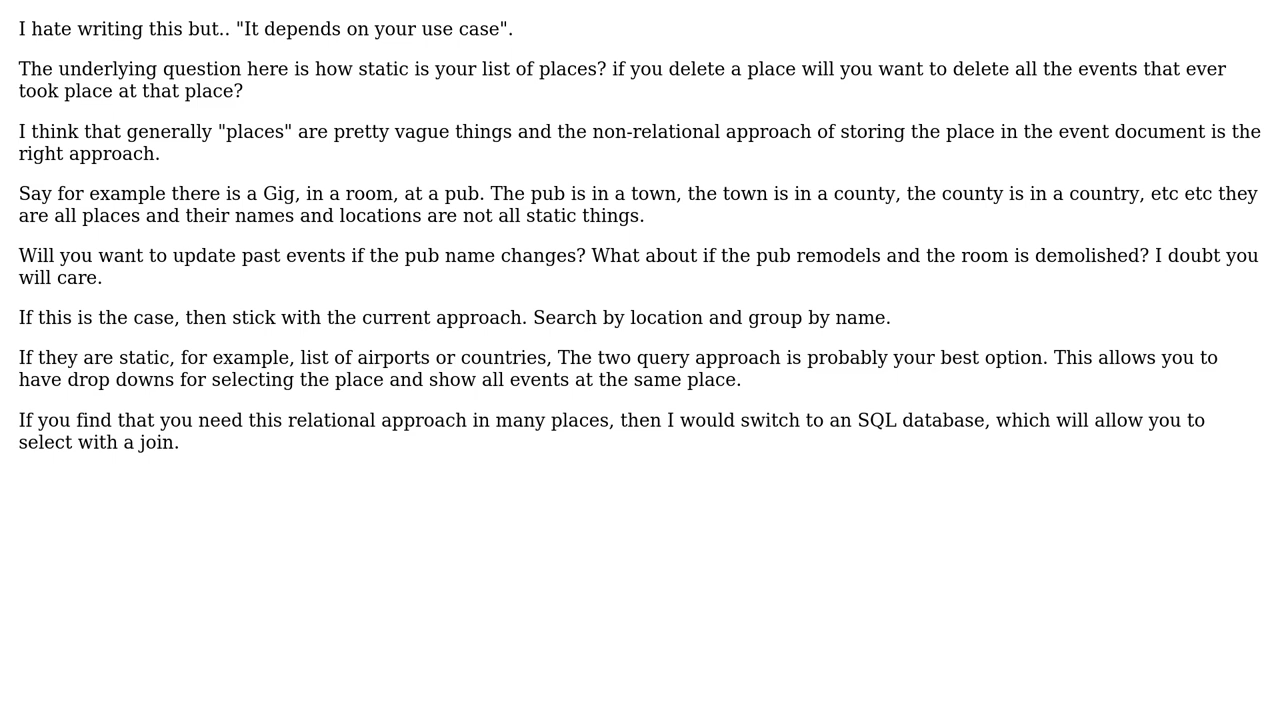 I hate writing this but.. "It depends on your use case".
The underlying question here is how static is your list of places? if you delete a place will you want to delete all the events that ever
took place at that place?
I think that generally "places" are pretty vague things and the non-relational approach of storing the place in the event document is the
right approach.
Say for example there is a Gig, in a room, at a pub. The pub is in a town, the town is in a county, the county is in a country, etc etc they
are all places and their names and locations are not all static things.
Will you want to update past events if the pub name changes? What about if the pub remodels and the room is demolished? I doubt you
will care.
If this is the case, then stick with the current approach. Search by location and group by name.
If they are static, for example, list of airports or countries, The two query approach is probably your best option. This allows you to
have drop downs for selecting the place and show all events at the same place.
If you find that you need this relational approach in many places, then I would switch to an SQL database, which will allow you to
select with a join.